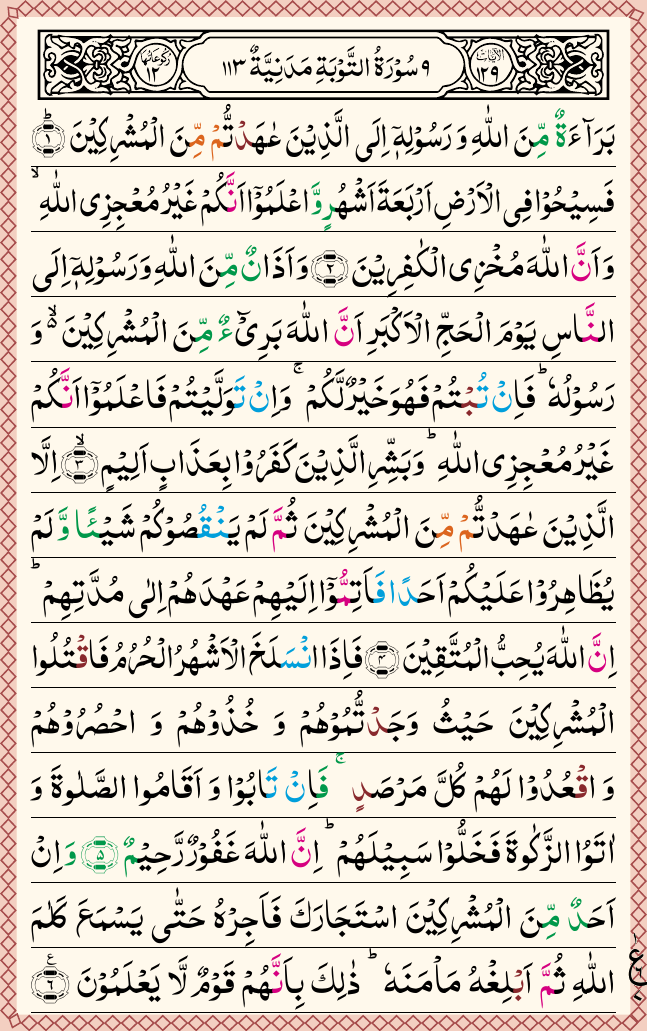 رُكُوْعَاتُهَا ١٦ ٩ سُوْرَةُ التَّوْبَةِ مَدَنِيَّةٌ ١١٣ اٰيَاتُهَا ١٢٩
بَرَآءَةٌ مِّنَ اللّٰهِ وَ رَسُوْلِهٖۤ اِلَى الَّذِيْنَ عٰهَدْتُّمْ مِّنَ الْمُشْرِكِيْنَؕ ۝۱
فَسِيْحُوْا فِى الْاَرْضِ اَرْبَعَةَ اَشْهُرٍ وَّ اعْلَمُوْۤا اَنَّكُمْ غَيْرُ مُعْجِزِى اللّٰهِ ۙ
وَ اَنَّ اللّٰهَ مُخْزِى الْكٰفِرِيْنَ ۝۲ وَ اَذَانٌ مِّنَ اللّٰهِ وَ رَسُوْلِهٖۤ اِلَى
النَّاسِ يَوْمَ الْحَجِّ الْاَكْبَرِ اَنَّ اللّٰهَ بَرِىْٓءٌ مِّنَ الْمُشْرِكِيْنَ ۙ۬ وَ
رَسُوْلُهٗ ؕ فَاِنْ تُبْتُمْ فَهُوَ خَيْرٌ لَّكُمْ ۚ وَ اِنْ تَوَلَّيْتُمْ فَاعْلَمُوْۤا اَنَّكُمْ
غَيْرُ مُعْجِزِى اللّٰهِ ؕ وَ بَشِّرِ الَّذِيْنَ كَفَرُوْا بِعَذَابٍ اَلِيْمٍۙ ۝۳ اِلَّا
الَّذِيْنَ عٰهَدْتُّمْ مِّنَ الْمُشْرِكِيْنَ ثُمَّ لَمْ يَنْقُصُوْكُمْ شَيْـًٔا وَّ لَمْ
يُظَاهِرُوْا عَلَيْكُمْ اَحَدًا فَاَتِمُّوْۤا اِلَيْهِمْ عَهْدَهُمْ اِلٰى مُدَّتِهِمْ ؕ
اِنَّ اللّٰهَ يُحِبُّ الْمُتَّقِيْنَ ۝۴ فَاِذَا انْسَلَخَ الْاَشْهُرُ الْحُرُمُ فَاقْتُلُوا
الْمُشْرِكِيْنَ حَيْثُ وَجَدْتُّمُوْهُمْ وَ خُذُوْهُمْ وَ احْصُرُوْهُمْ
وَ اقْعُدُوْا لَهُمْ كُلَّ مَرْصَدٍ ۚ فَاِنْ تَابُوْا وَ اَقَامُوا الصَّلٰوةَ وَ
اٰتَوُا الزَّكٰوةَ فَخَلُّوْا سَبِيْلَهُمْ ؕ اِنَّ اللّٰهَ غَفُوْرٌ رَّحِيْمٌ ۝۵ وَ اِنْ
اَحَدٌ مِّنَ الْمُشْرِكِيْنَ اسْتَجَارَكَ فَاَجِرْهُ حَتّٰى يَسْمَعَ كَلٰمَ
اللّٰهِ ثُمَّ اَبْلِغْهُ مَاْمَنَهٗ ؕ ذٰلِكَ بِاَنَّهُمْ قَوْمٌ لَّا يَعْلَمُوْنَ ۝۶ ع